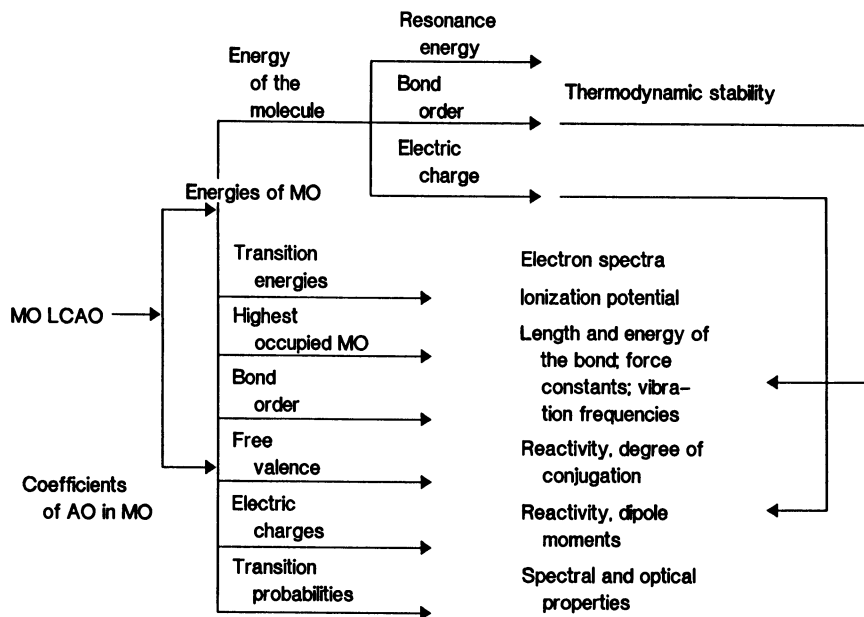 Resonance
energy
Energy
of the
molecule
Bond
order
Thermodynamic stability
Electric
charge
Energies of MO
Transition
energies
Electron spectra
Ionization potential
MO LCAO
Highest
occupied MO
Length and energy of
the bond; force
constants; vibra-
tion frequencies
Bond
order
Free
valence
Reactivity, degree of
conjugation
Coefficients
of AO in MO
Electric
charges
Reactivity, dipole
moments
Transition
probabilities
Spectral and optical
properties